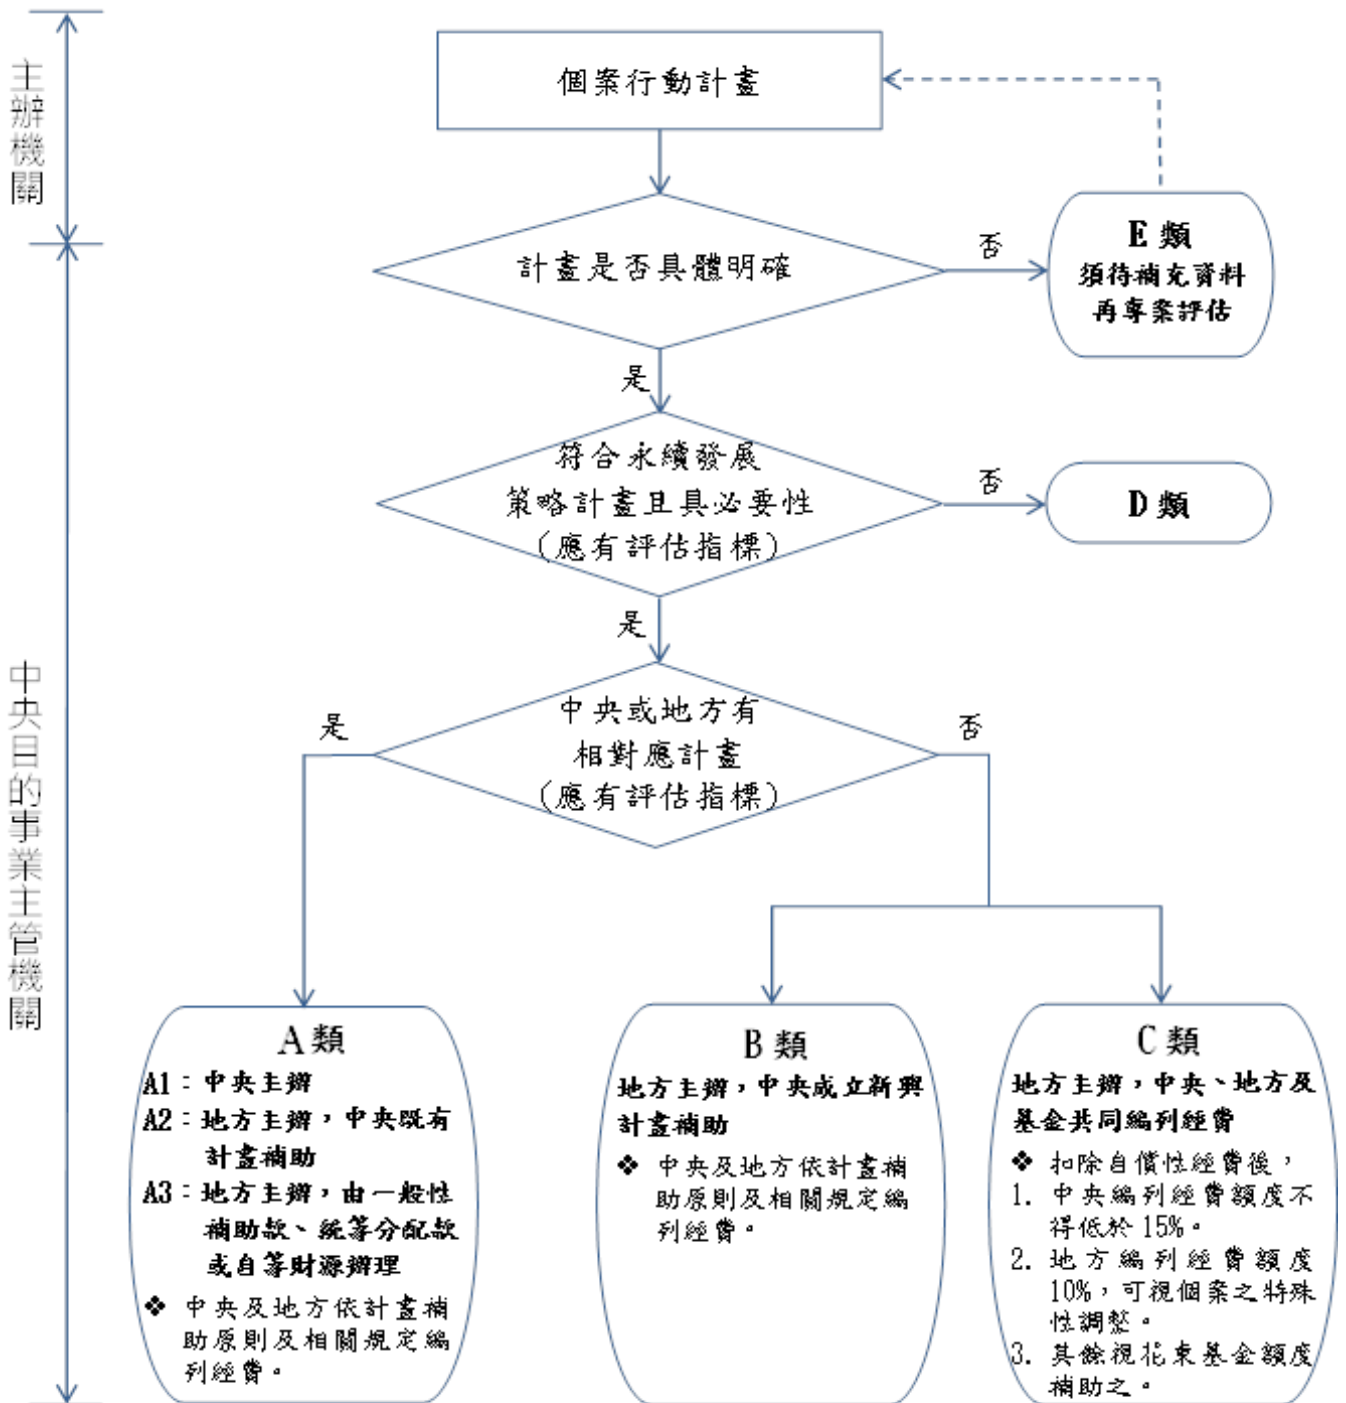 主辦機關
個案行動計畫
計畫是否具體明確
否
E 類
須待補充資料
再專案評估
是
符合永續發展
策略計畫且具必要性
(應有評估指標)
否
D 類
是
中央或地方有
相對應計畫
(應有評估指標)
是
否
中央目的事業主管機關
A 類
A1：中央主辦
A2：地方主辦，中央既有
計畫補助
A3：地方主辦，由一般性
補助款、統籌分配款
或自籌財源辦理
❖ 中央及地方依計畫補
助原則及相關規定編
列經費。
B 類
地方主辦，中央成立新興
計畫補助
❖ 中央及地方依計畫補
助原則及相關規定編
列經費。
C 類
地方主辦，中央、地方及
基金共同編列經費
❖ 扣除自償性經費後，
1. 中央編列經費額度不
得低於 15%。
2. 地方編列經費額度
10%，可視個案之特殊
性調整。
3. 其餘視花東基金額度
補助之。